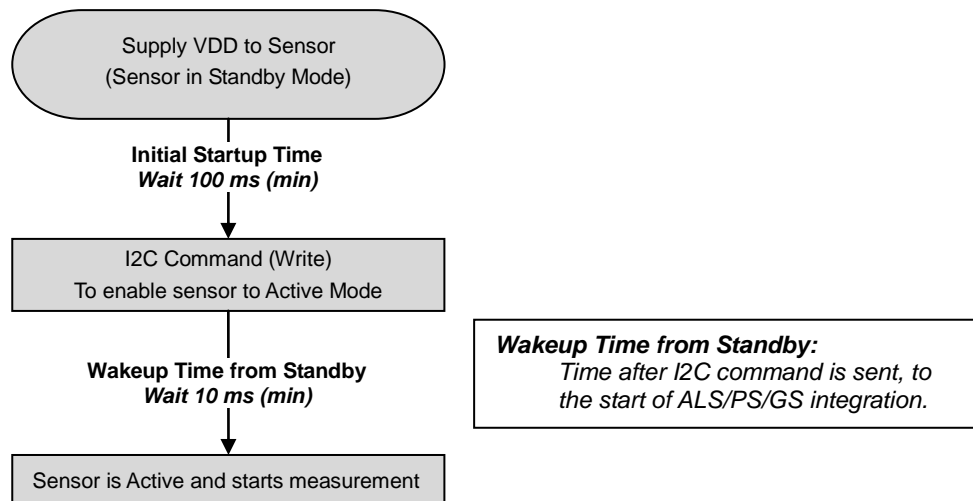 Supply VDD to Sensor
(Sensor in Standby Mode)
Initial Startup Time
Wait 100 ms (min)
I2C Command (Write)
To enable sensor to Active Mode
Wakeup Time from Standby
Wait 10 ms (min)
Sensor is Active and starts measurement
Wakeup Time from Standby:
Time after I2C command is sent, to
the start of ALS/PS/GS integration.